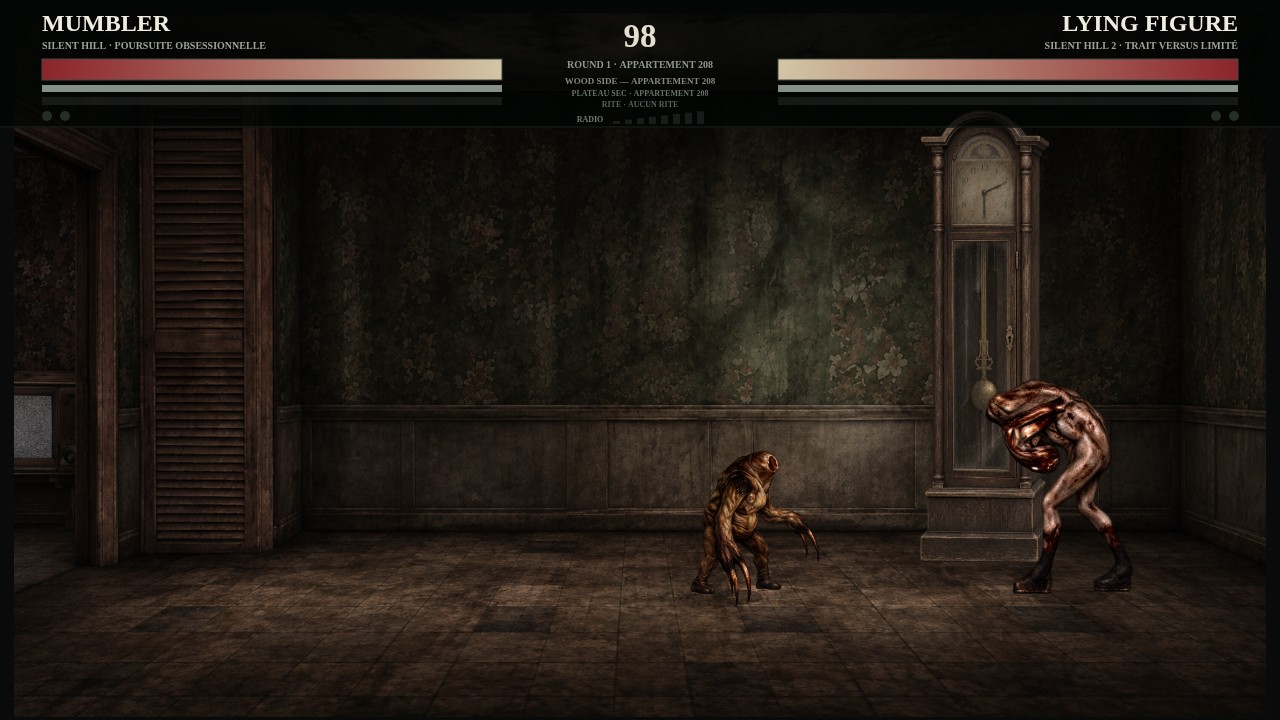 MUMBLER
SILENT HILL · POURSUITE OBSESSIONNELLE
98
ROUND 1 · APPARTEMENT 208
WOOD SIDE — APPARTEMENT 208
PLATEAU SEC · APPARTEMENT 208
RITE · AUCUN RITE
RADIO
LYING FIGURE
SILENT HILL 2 · TRAIT VERSUS LIMITÉ